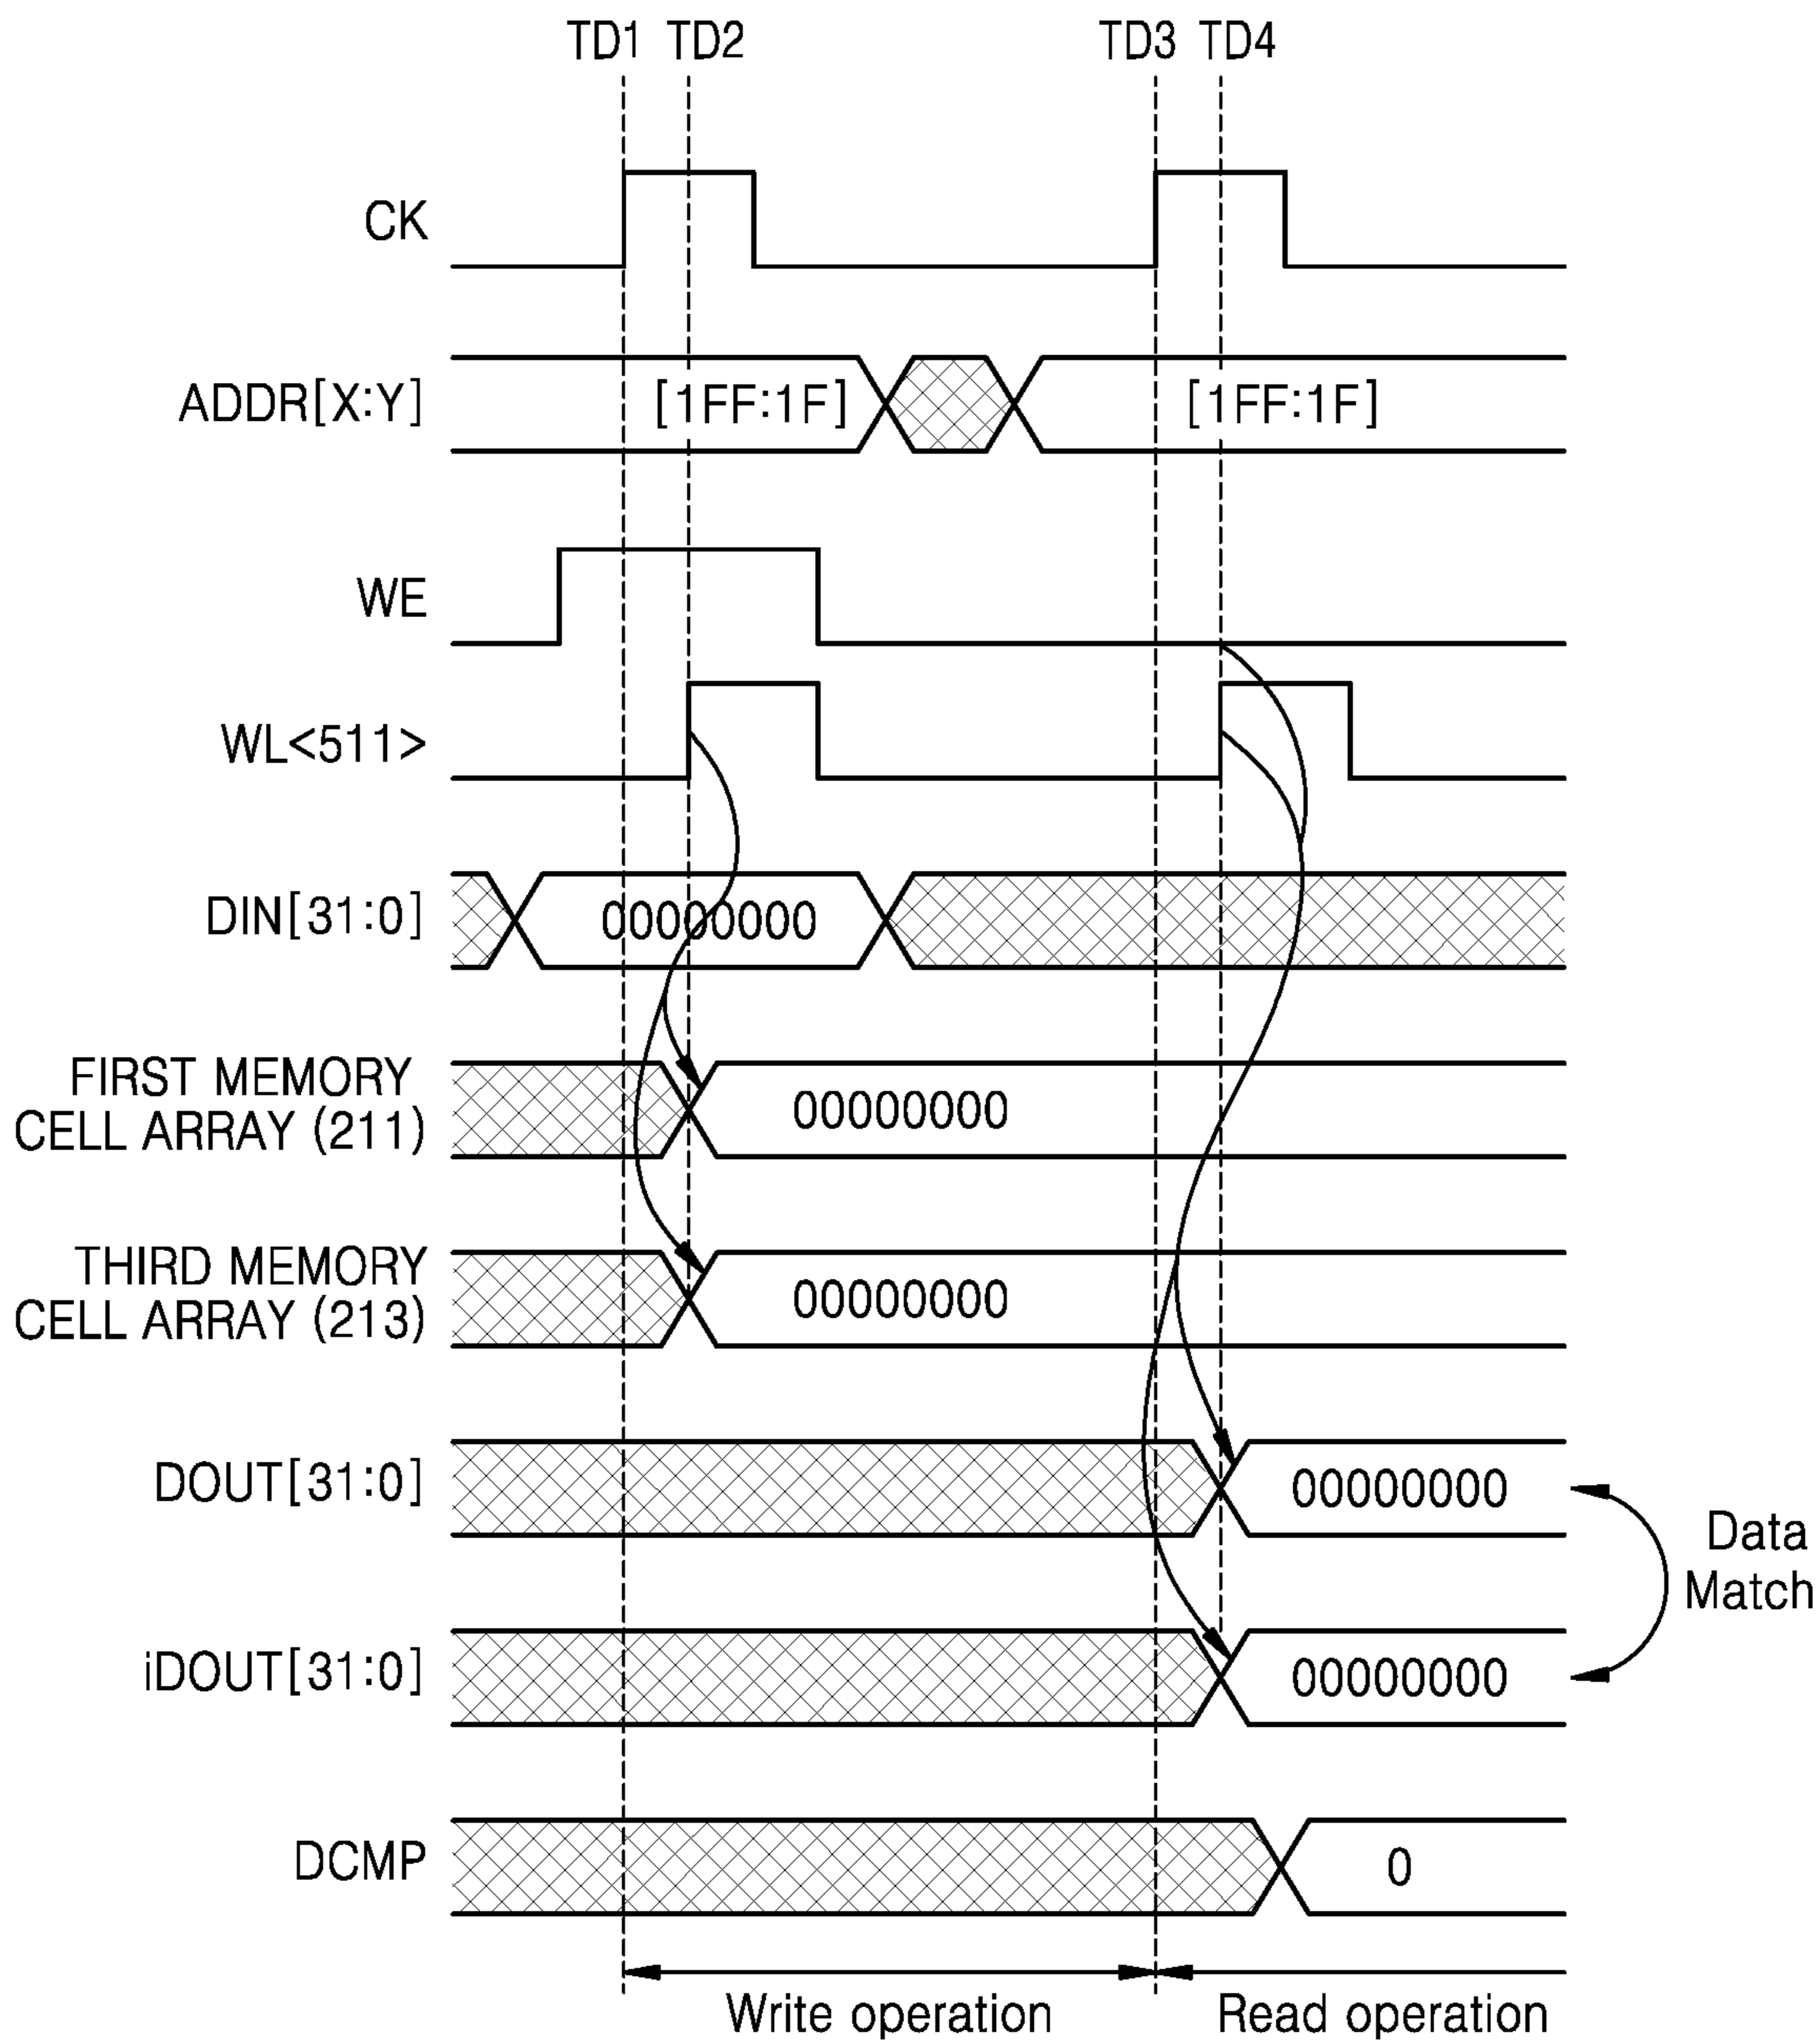 TD1 TD2 TD3 TD4
CK
ADDR[X:Y] [1FF:1F] [1FF:1F]
WE
WL<511>
DIN[31:0] 00000000
FIRST MEMORY
CELL ARRAY (211) 00000000
THIRD MEMORY
CELL ARRAY (213) 00000000
DOUT[31:0] 00000000
Data
Match
iDOUT[31:0] 00000000
DCMP 0
Write operation Read operation